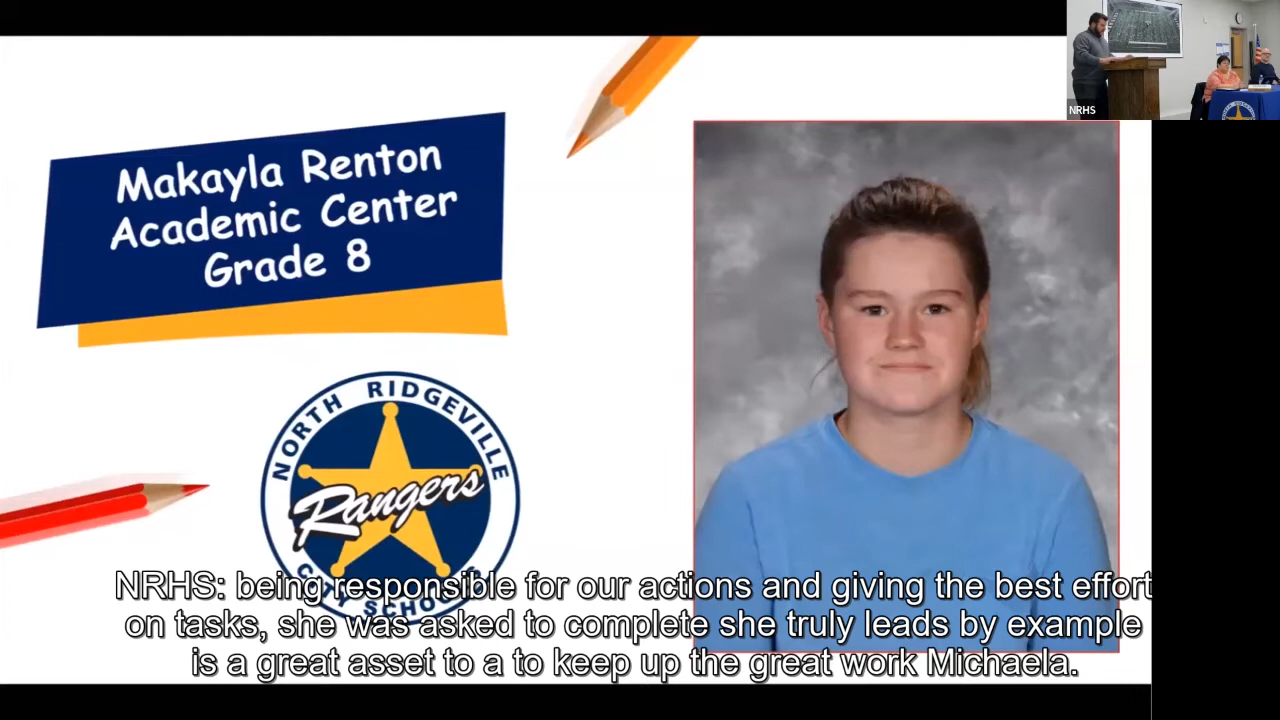 Makayla Renton
Academic Center
Grade 8
NORTH RIDGEVILLE
Rangers
CITY SCHOOLS
NRHS
NRHS: being responsible for our actions and giving the best effort
on tasks, she was asked to complete she truly leads by example
is a great asset to a to keep up the great work Michaela.